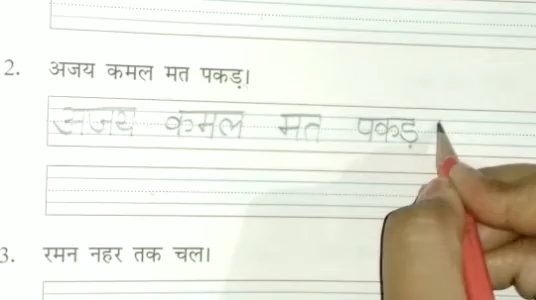 2. अजय कमल मत पकड़।
अजय कमल मत पकड़
3. रमन नहर तक चल।